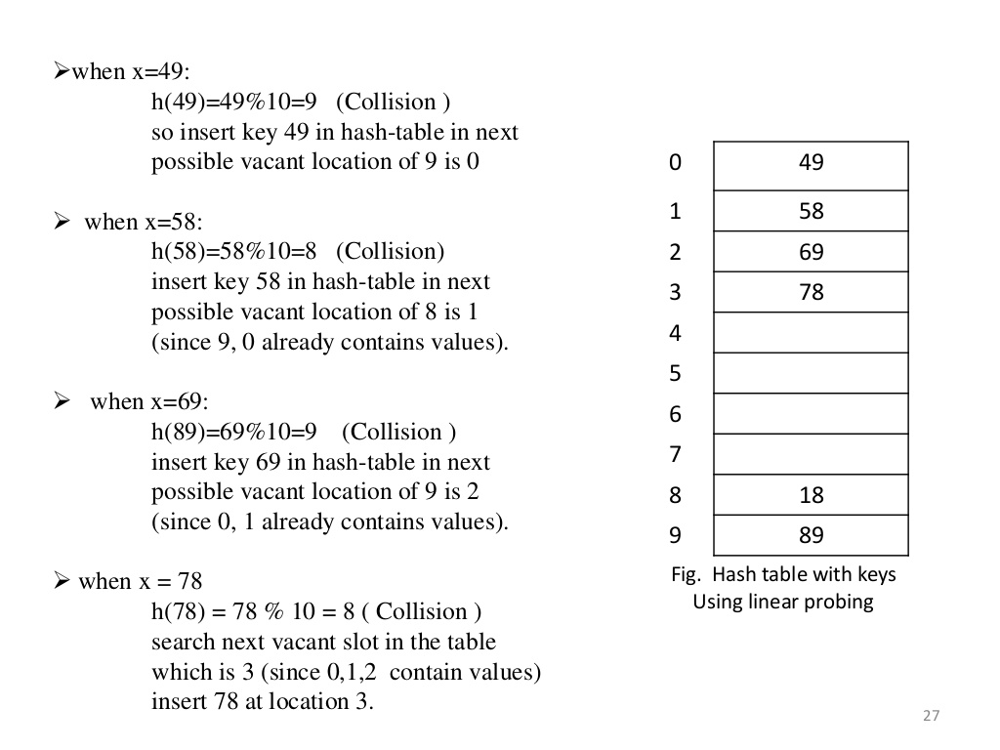 ➢when x=49:
h(49)=49%10=9 (Collision )
so insert key 49 in hash-table in next
possible vacant location of 9 is 0
➢ when x=58:
h(58)=58%10=8 (Collision)
insert key 58 in hash-table in next
possible vacant location of 8 is 1
(since 9, 0 already contains values).
➢ when x=69:
h(89)=69%10=9 (Collision )
insert key 69 in hash-table in next
possible vacant location of 9 is 2
(since 0, 1 already contains values).
➢ when x = 78
h(78) = 78 % 10 = 8 ( Collision )
search next vacant slot in the table
which is 3 (since 0,1,2 contain values)
insert 78 at location 3.
0 49
1 58
2 69
3 78
4
5
6
7
8 18
9 89
Fig. Hash table with keys
Using linear probing
27